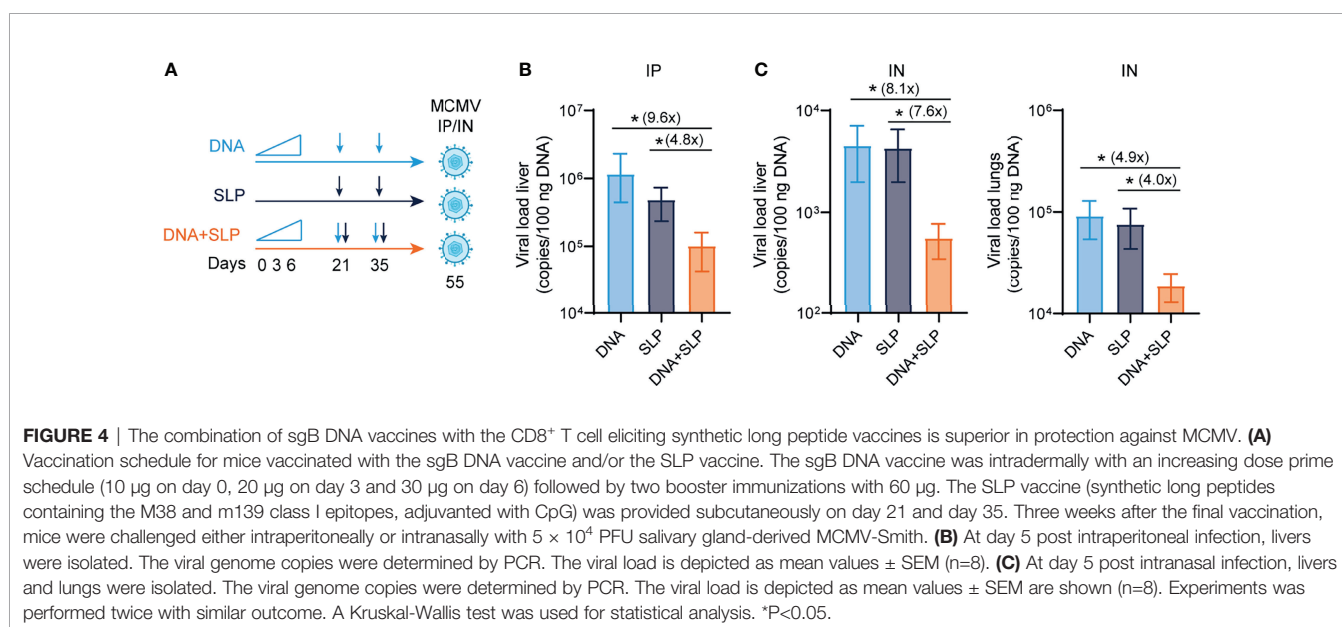 A
DNA
SLP
DNA+SLP
Days
0 3 6
21
35
55
MCMV
IP/IN
B
IP
Viral load liver
(copies/100 ng DNA)
10⁷
10⁶
10⁵
10⁴
* (9.6x)
* (4.8x)
DNA
SLP
DNA+SLP
C
IN
Viral load liver
(copies/100 ng DNA)
10⁴
10³
10²
* (8.1x)
* (7.6x)
DNA
SLP
DNA+SLP
IN
Viral load lungs
(copies/100 ng DNA)
10⁶
10⁵
10⁴
* (4.9x)
* (4.0x)
DNA
SLP
DNA+SLP
FIGURE 4 | The combination of sgB DNA vaccines with the CD8⁺ T cell eliciting synthetic long peptide vaccines is superior in protection against MCMV. (A)
Vaccination schedule for mice vaccinated with the sgB DNA vaccine and/or the SLP vaccine. The sgB DNA vaccine was intradermally with an increasing dose prime
schedule (10 µg on day 0, 20 µg on day 3 and 30 µg on day 6) followed by two booster immunizations with 60 µg. The SLP vaccine (synthetic long peptides
containing the M38 and m139 class I epitopes, adjuvanted with CpG) was provided subcutaneously on day 21 and day 35. Three weeks after the final vaccination,
mice were challenged either intraperitoneally or intranasally with 5 × 10⁴ PFU salivary gland-derived MCMV-Smith. (B) At day 5 post intraperitoneal infection, livers
were isolated. The viral genome copies were determined by PCR. The viral load is depicted as mean values ± SEM (n=8). (C) At day 5 post intranasal infection, livers
and lungs were isolated. The viral genome copies were determined by PCR. The viral load is depicted as mean values ± SEM are shown (n=8). Experiments was
performed twice with similar outcome. A Kruskal-Wallis test was used for statistical analysis. *P<0.05.